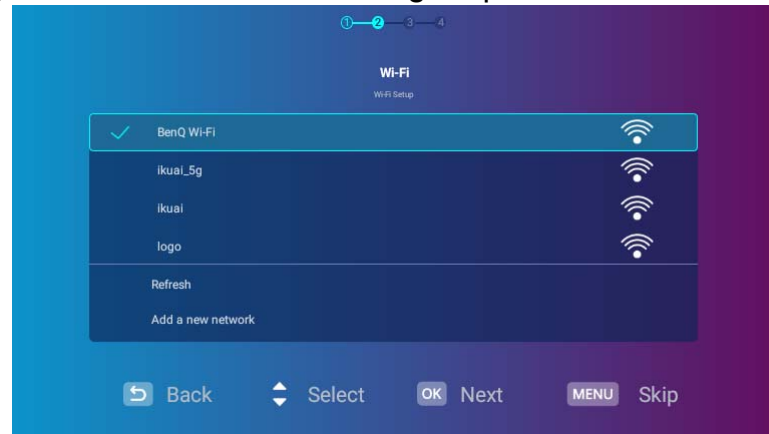 1 2 3 4
Wi-Fi
Wi-Fi Setup
BenQ Wi-Fi
ikuai_5g
ikuai
logo
Refresh
Add a new network
Back Select OK Next MENU Skip